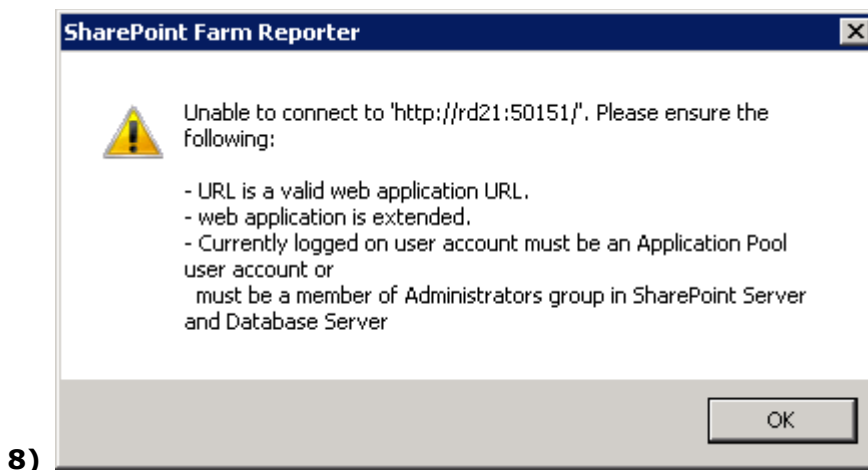 SharePoint Farm Reporter
Unable to connect to 'http://rd21:50151/'. Please ensure the
following:
- URL is a valid web application URL.
- web application is extended.
- Currently logged on user account must be an Application Pool
user account or
must be a member of Administrators group in SharePoint Server
and Database Server
OK
8)